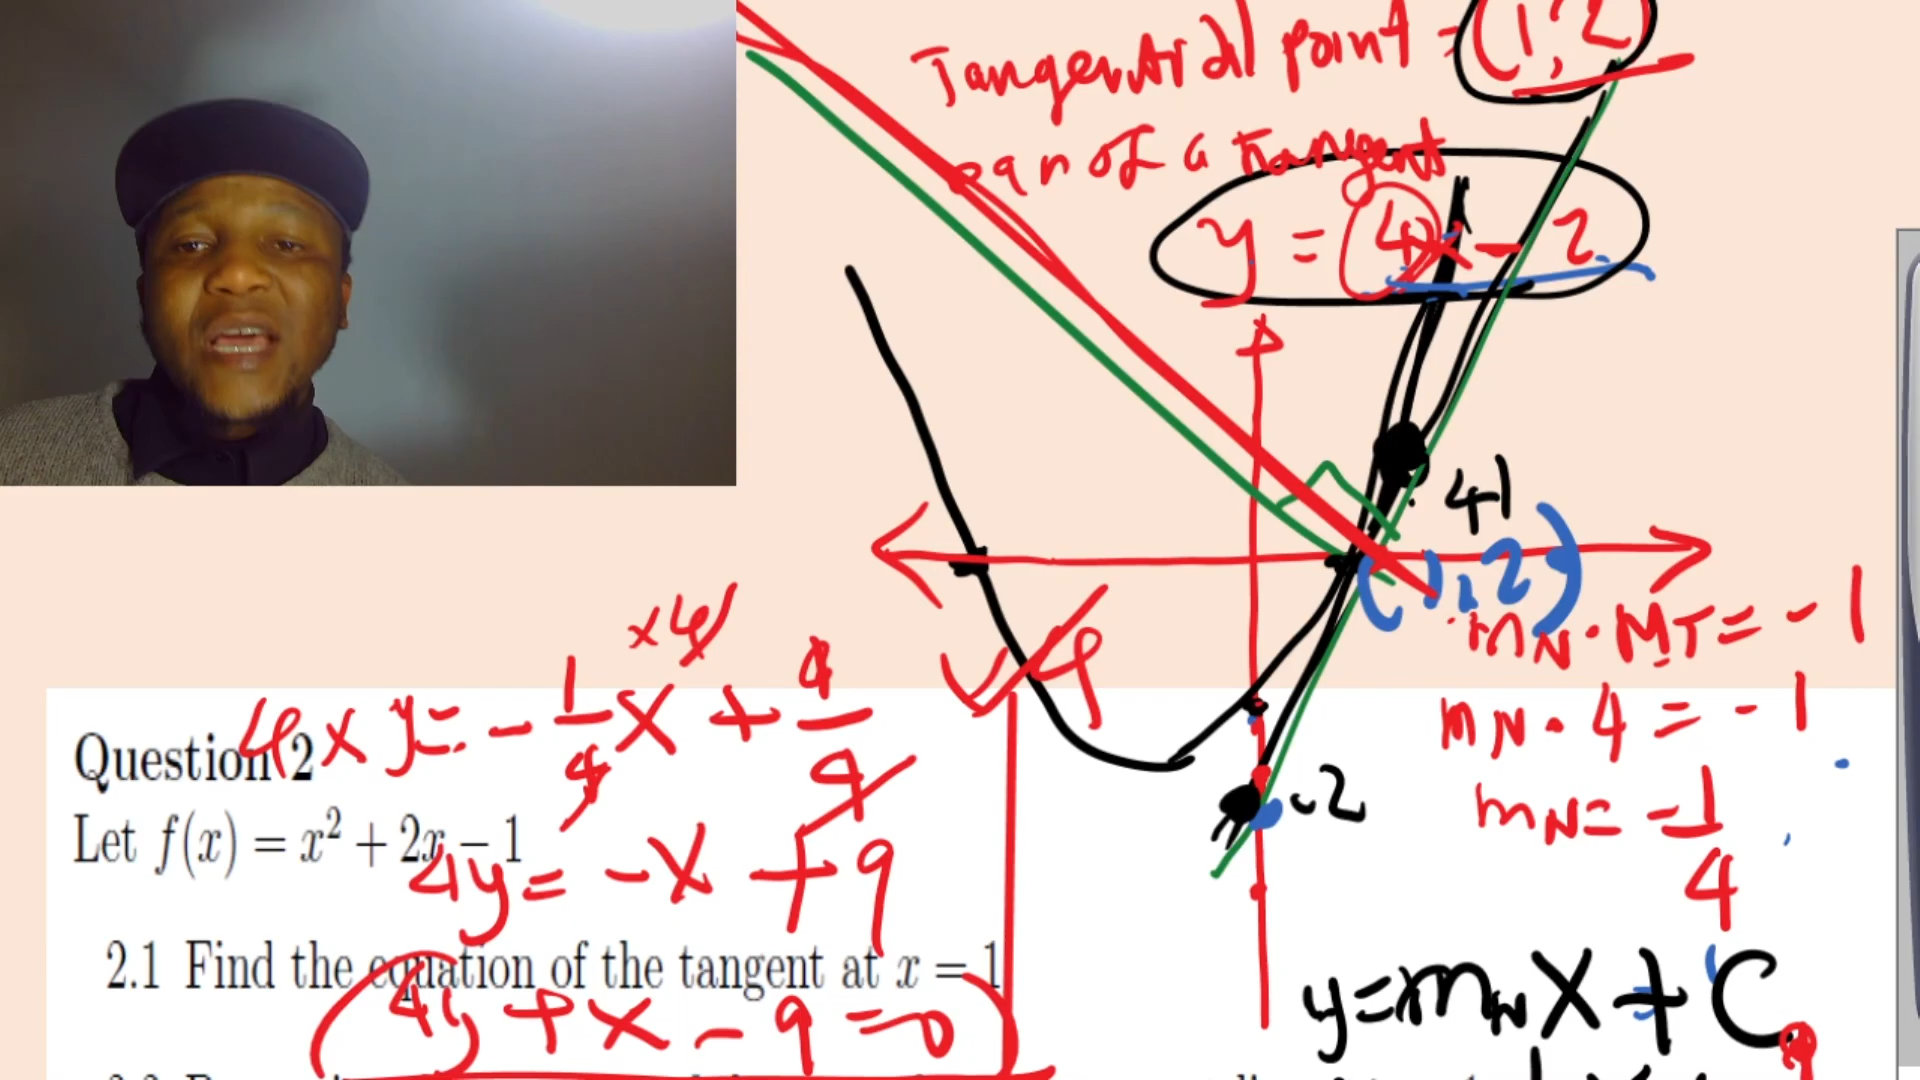 Tangential point = (1; 2)
par of a tangent
y = 4x - 2
41
(1, 2)
mN · MT = - 1
mN · 4 = - 1
mN = - 1/4
-2
x4
4 x y = - 1/4 x + 9/4
Question 2
Let f(x) = x² + 2x - 1
4y = -x + 9
2.1 Find the equation of the tangent at x = 1
4y + x - 9 = 0
y = mN x + C